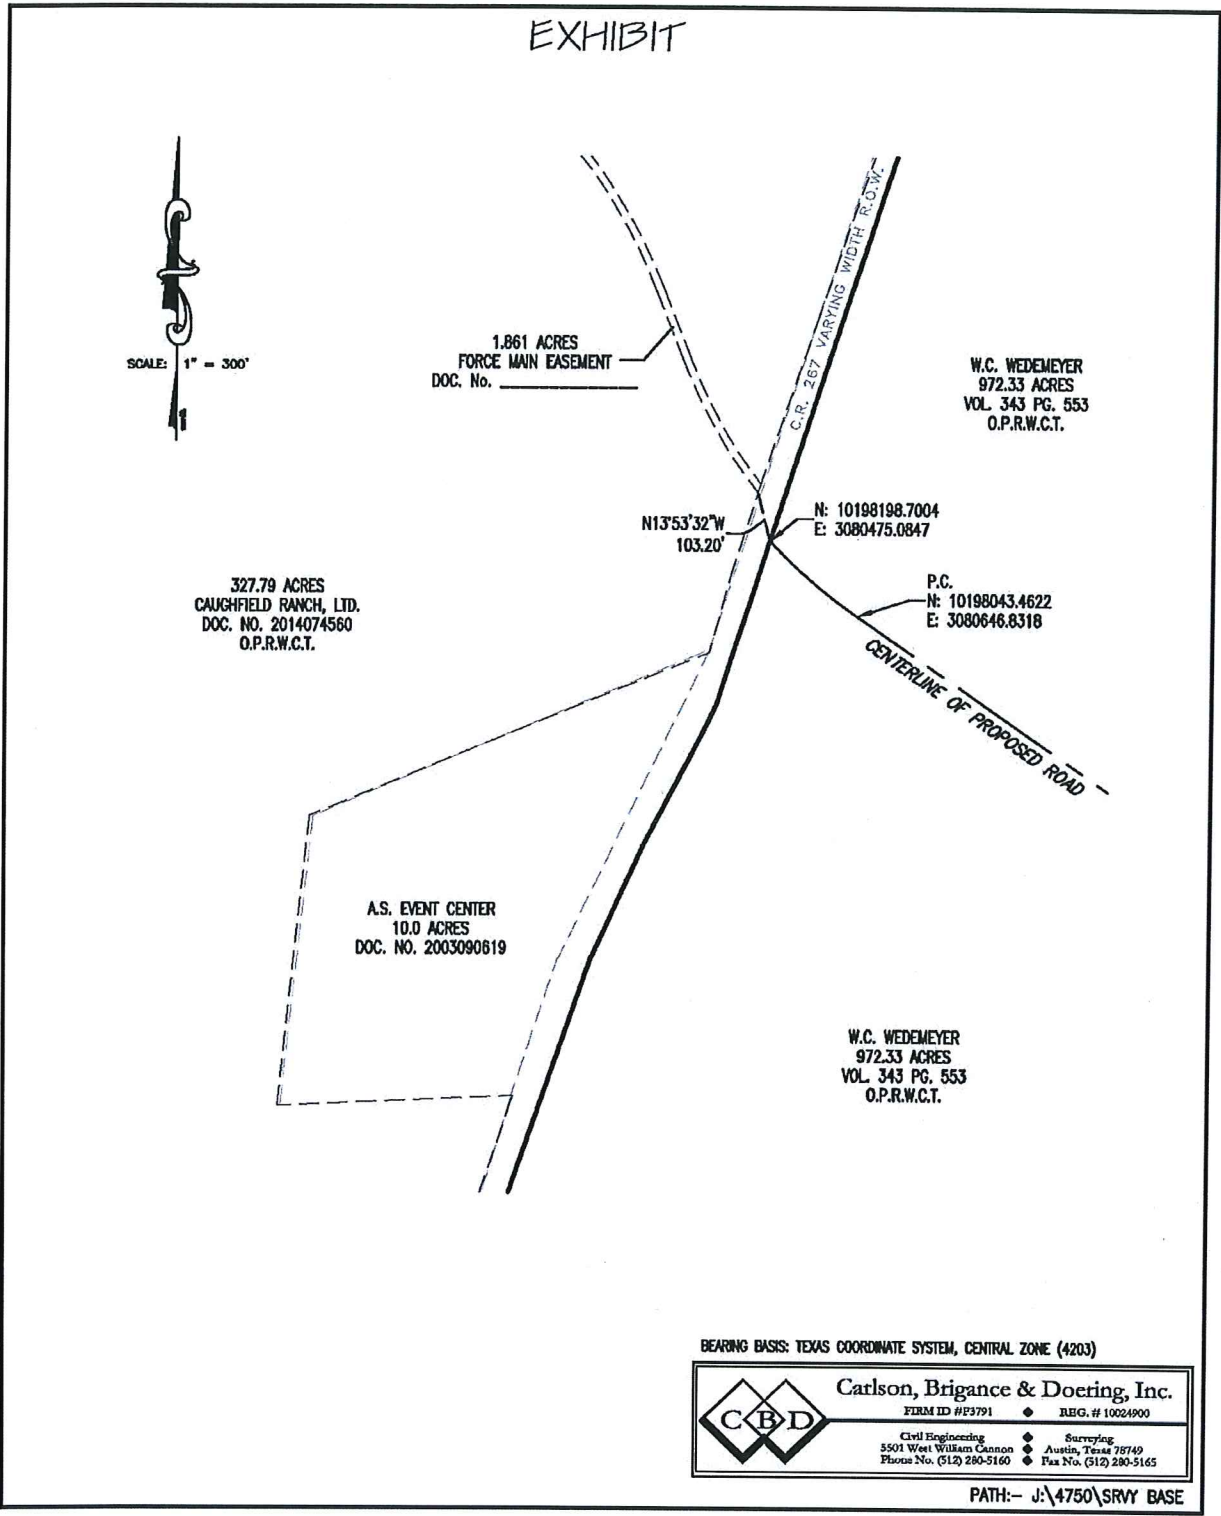 EXHIBIT
SCALE: 1" = 300'
1.861 ACRES
FORCE MAIN EASEMENT
DOC. No.
C.R. 267 VARYING WIDTH R.O.W.
W.C. WEDEMEYER
972.33 ACRES
VOL. 343 PG. 553
O.P.R.W.C.T.
N13°53'32"W
103.20'
N: 10198198.7004
E: 3080475.0847
P.C.
N: 10198043.4622
E: 3080646.8318
CENTERLINE OF PROPOSED ROAD
327.79 ACRES
CAUGHFIELD RANCH, LTD.
DOC. NO. 2014074560
O.P.R.W.C.T.
A.S. EVENT CENTER
10.0 ACRES
DOC. NO. 2003090619
W.C. WEDEMEYER
972.33 ACRES
VOL. 343 PG. 553
O.P.R.W.C.T.
BEARING BASIS: TEXAS COORDINATE SYSTEM, CENTRAL ZONE (4203)
CBD
Carlson, Brigance & Doering, Inc.
FIRM ID #F3791 ◆ REG. # 10024900
Civil Engineering ◆ Surveying
5501 West William Cannon ◆ Austin, Texas 78749
Phone No. (512) 280-5160 ◆ Fax No. (512) 280-5165
PATH:- J:\4750\SRVY BASE